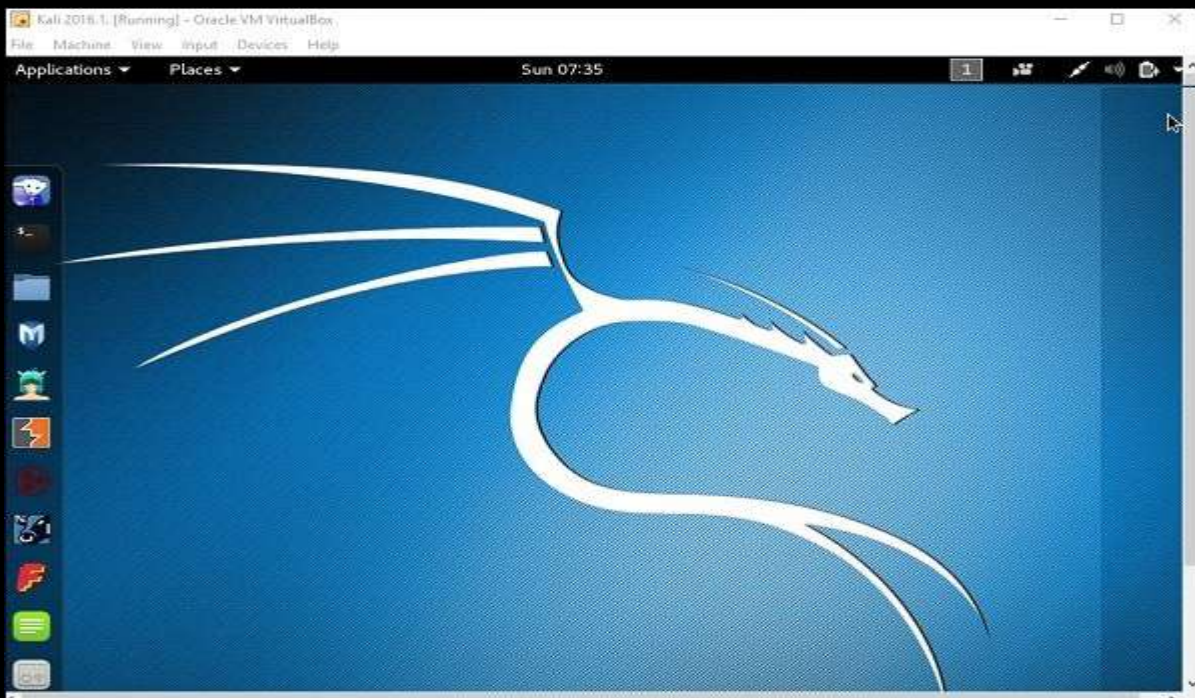 Kali 2016.1. [Running] - Oracle VM VirtualBox
File Machine View Input Devices Help
Applications Places Sun 07:35 1
$_
M
F